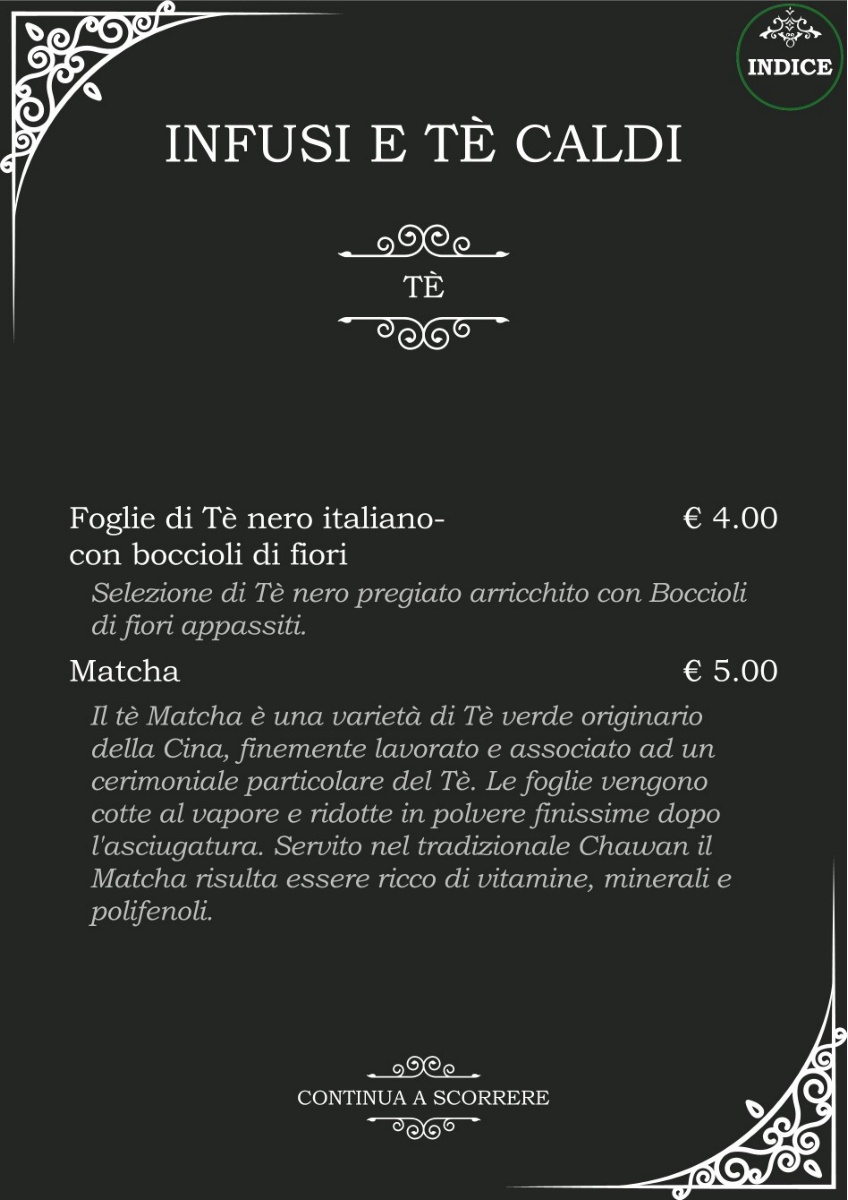 INDICE
INFUSI E TÈ CALDI
TÈ
Foglie di Tè nero italiano- € 4.00
con boccioli di fiori
Selezione di Tè nero pregiato arricchito con Boccioli
di fiori appassiti.
Matcha € 5.00
Il tè Matcha è una varietà di Tè verde originario
della Cina, finemente lavorato e associato ad un
cerimoniale particolare del Tè. Le foglie vengono
cotte al vapore e ridotte in polvere finissime dopo
l'asciugatura. Servito nel tradizionale Chawan il
Matcha risulta essere ricco di vitamine, minerali e
polifenoli.
CONTINUA A SCORRERE